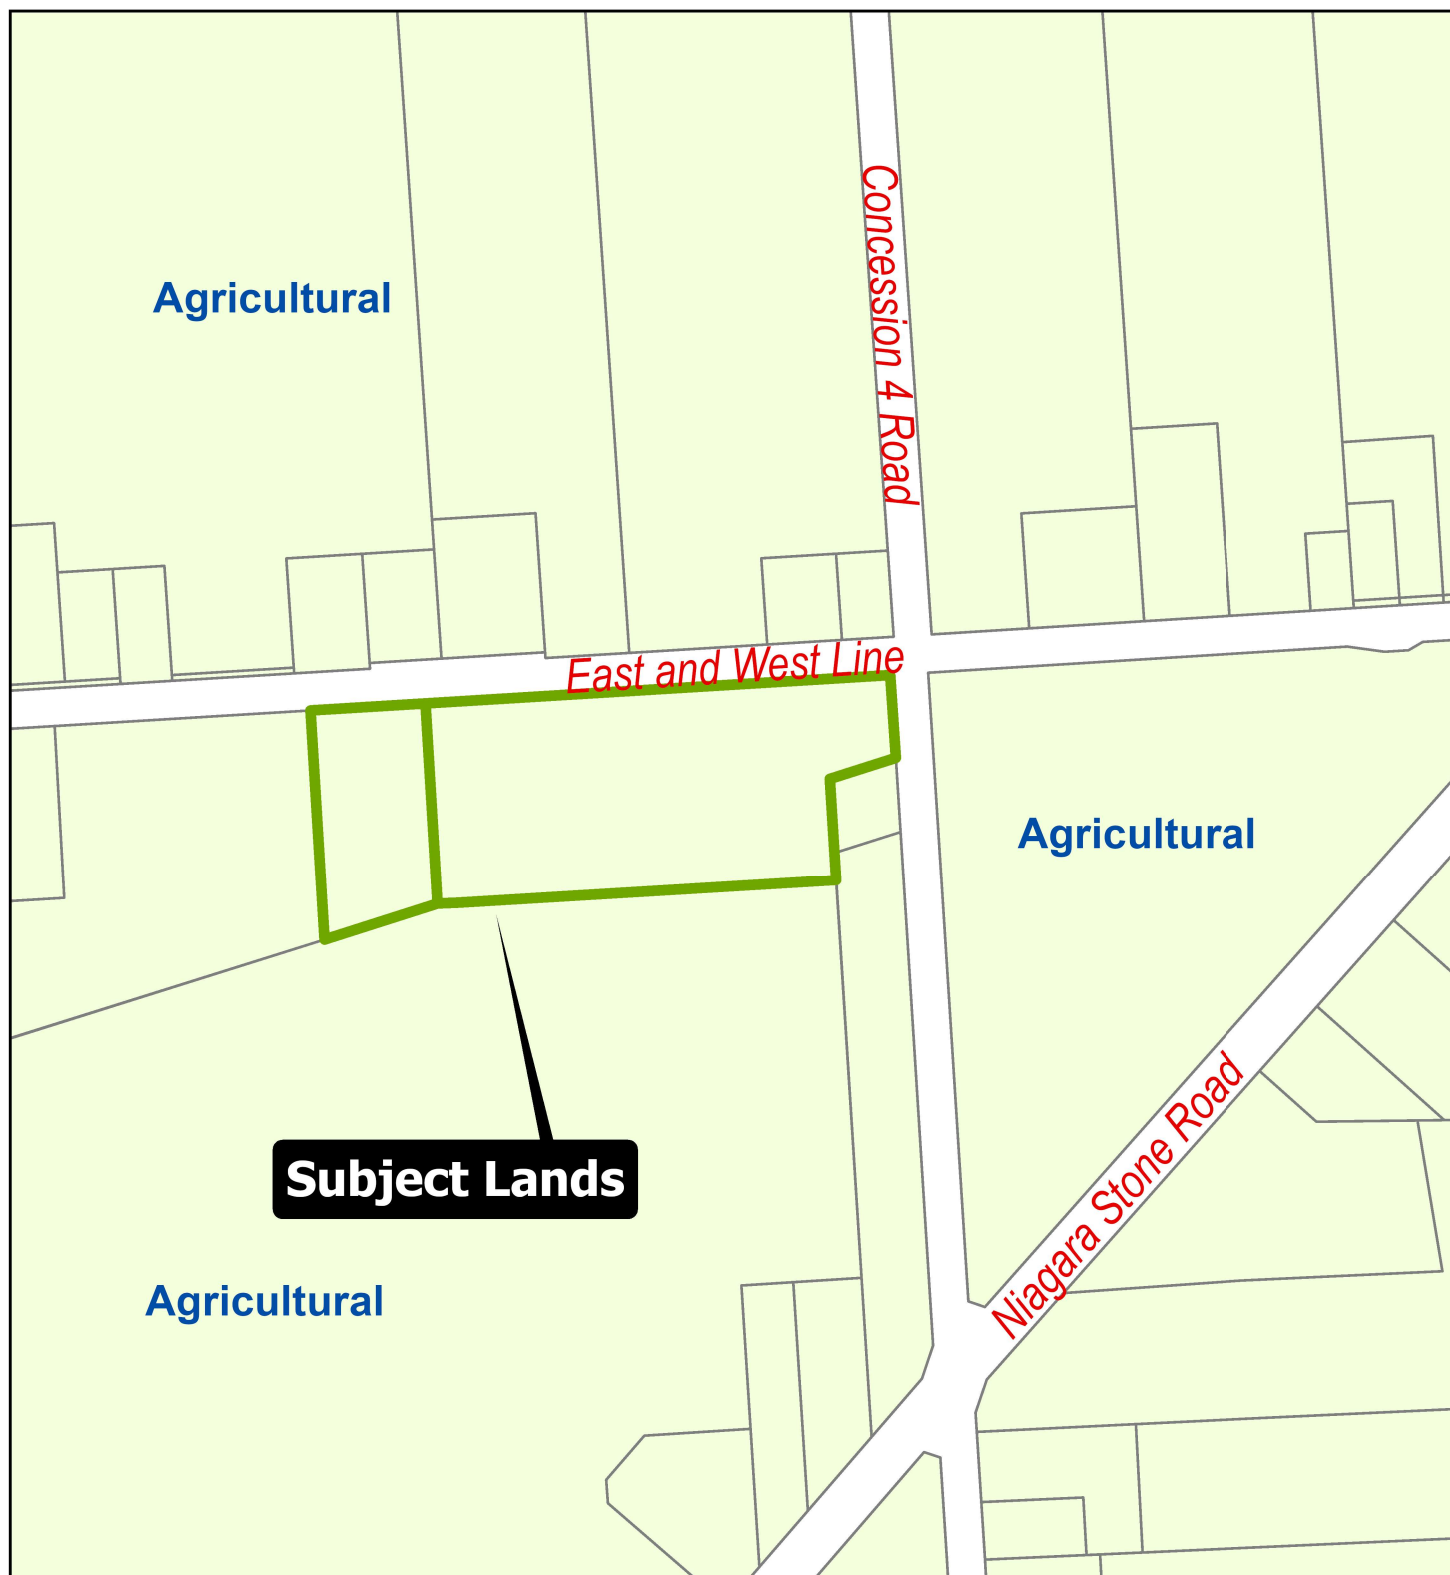 Concession 4 Road
Agricultural
East and West Line
Agricultural
Niagara Stone Road
Subject Lands
Agricultural